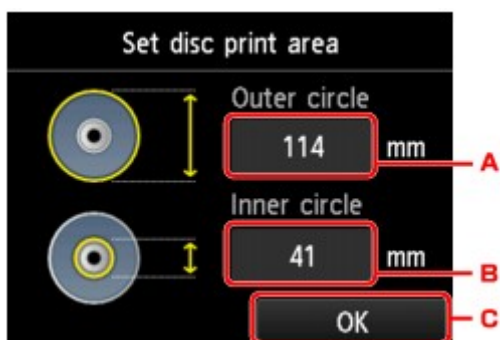 Set disc print area
Outer circle
114 mm A
Inner circle
41 mm B
OK C